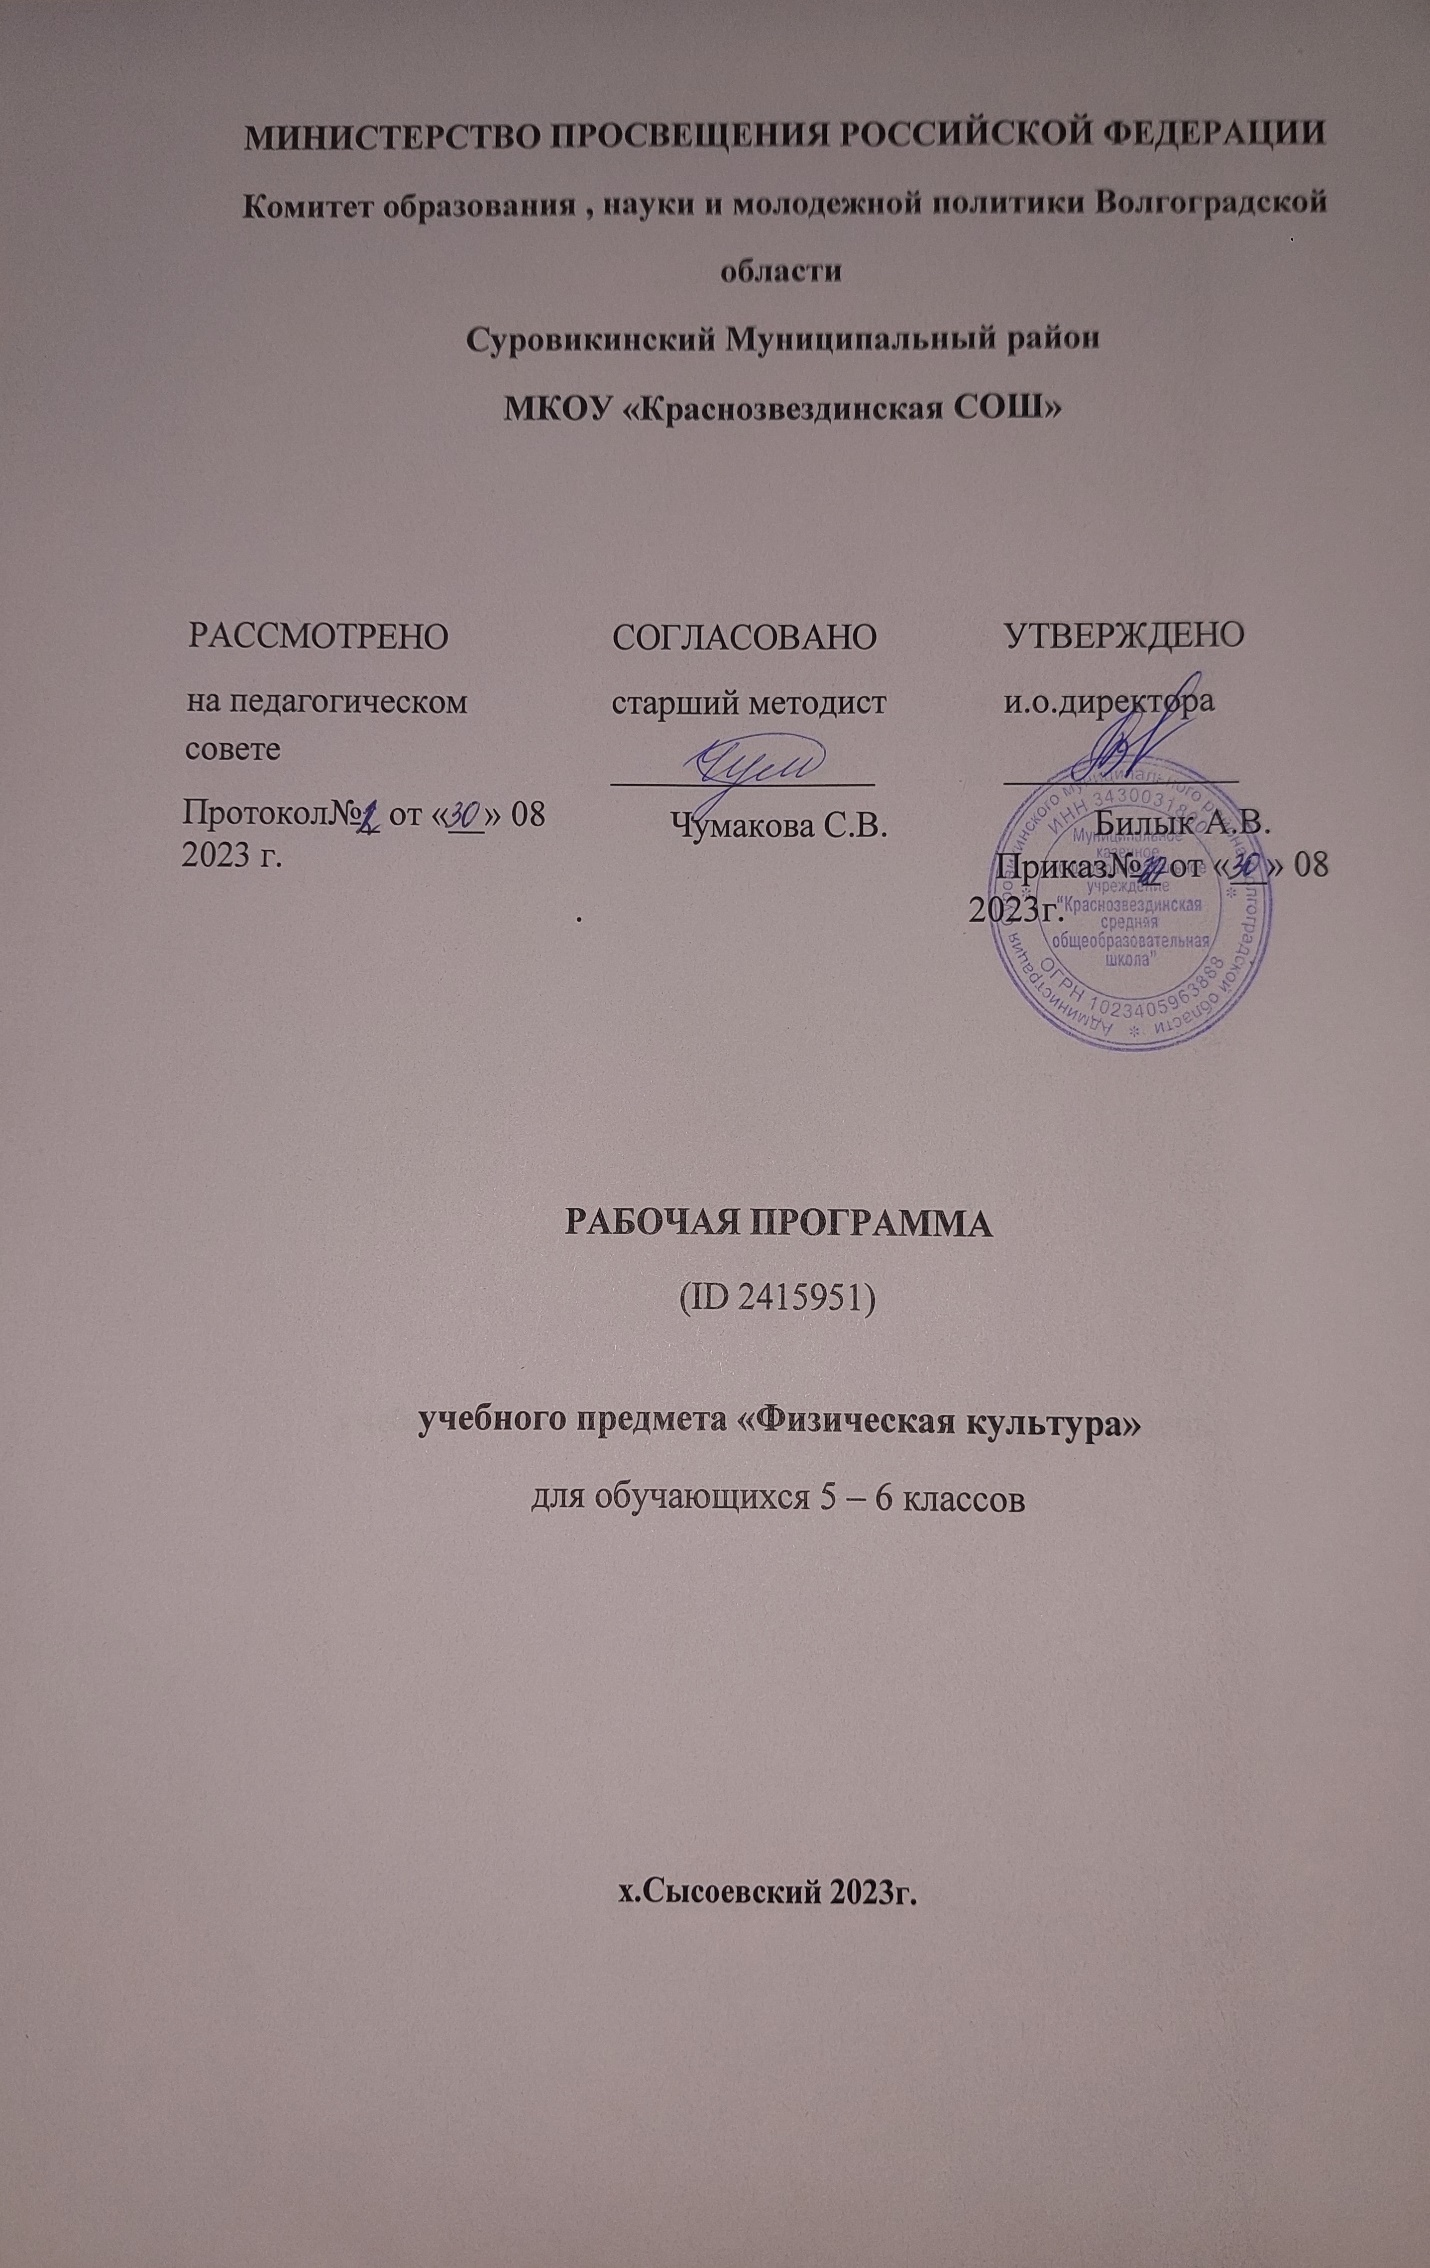 МИНИСТЕРСТВО ПРОСВЕЩЕНИЯ РОССИЙСКОЙ ФЕДЕРАЦИИ
Комитет образования , науки и молодежной политики Волгоградской
области
Суровикинский Муниципальный район
МКОУ «Краснозвездинская СОШ»
РАССМОТРЕНО
на педагогическом
совете
Протокол№ от «30» 08
2023 г.
СОГЛАСОВАНО
старший методист
Чумакова С.В.
УТВЕРЖДЕНО
и.о.директора
Билык А.В.
Приказ№ от «30» 08
2023г.
Муниципальное
казенное
учреждение
"Краснозвездинская
средняя
общеобразовательная
школа"
ОГРН 1023405963888
РАБОЧАЯ ПРОГРАММА
(ID 2415951)
учебного предмета «Физическая культура»
для обучающихся 5 – 6 классов
х.Сысоевский 2023г.